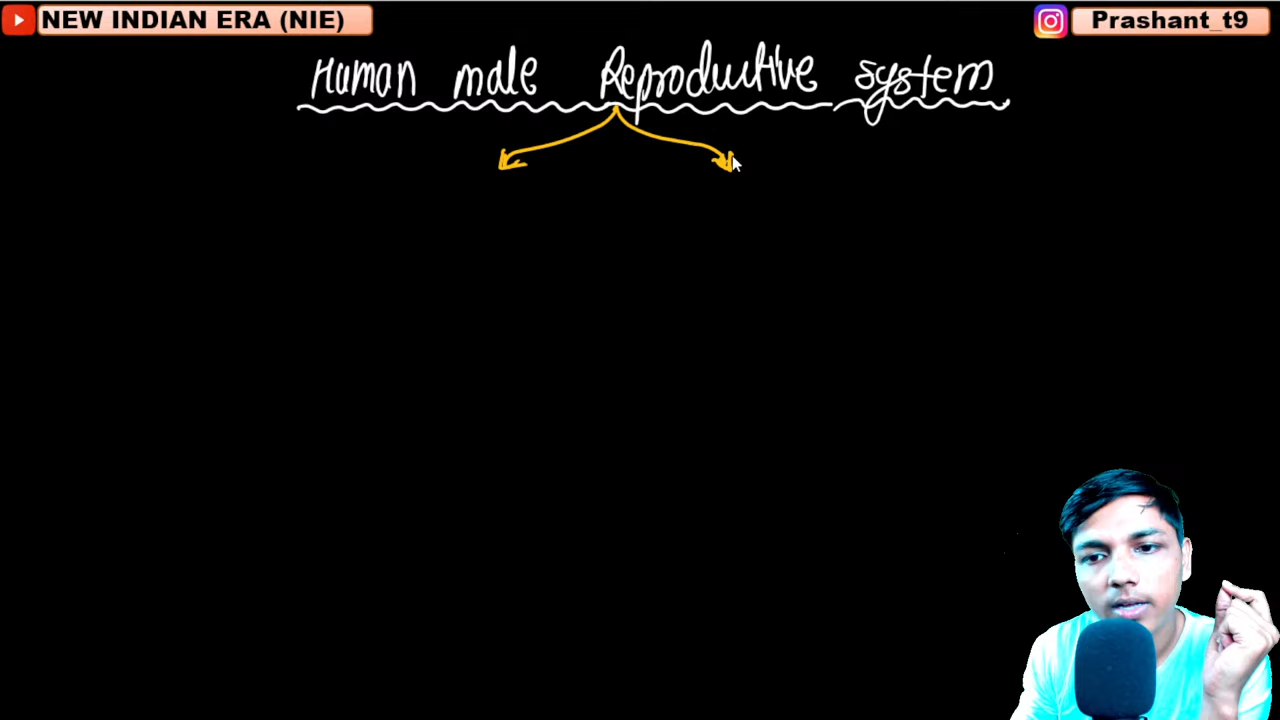 NEW INDIAN ERA (NIE)
Prashant_t9
Human male Reproductive system